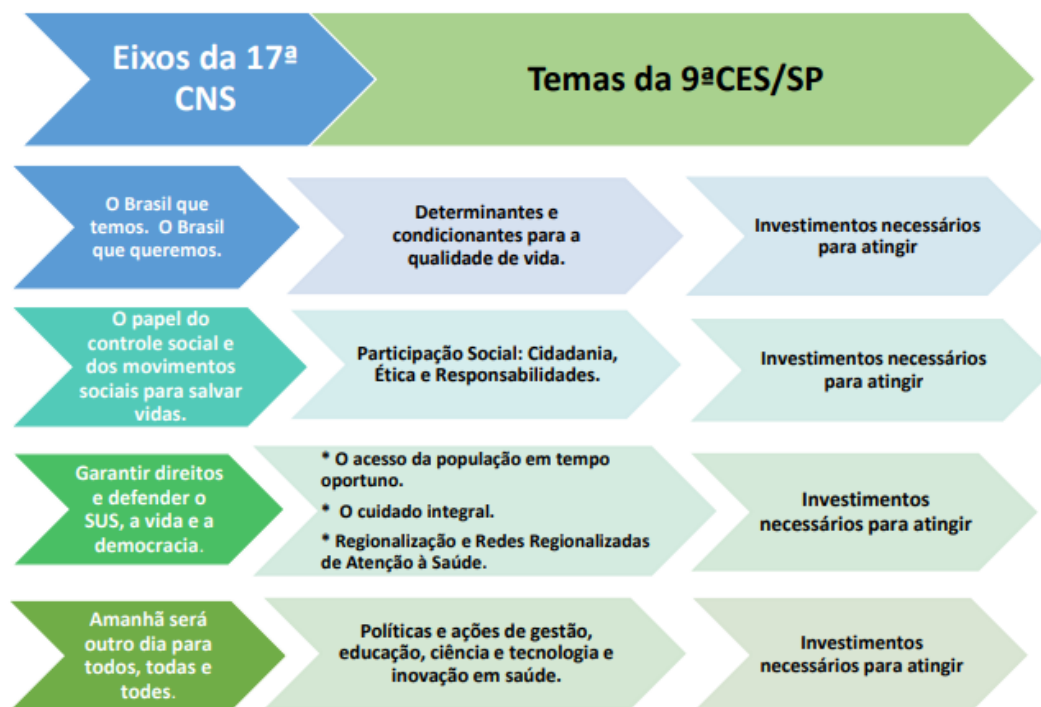 Eixos da 17ª
CNS
Temas da 9ªCES/SP
O Brasil que
temos. O Brasil
que queremos.
Determinantes e
condicionantes para a
qualidade de vida.
Investimentos necessários
para atingir
O papel do
controle social e
dos movimentos
sociais para salvar
vidas.
Participação Social: Cidadania,
Ética e Responsabilidades.
Investimentos necessários
para atingir
Garantir direitos
e defender o
SUS, a vida e a
democracia.
* O acesso da população em tempo
oportuno.
* O cuidado integral.
* Regionalização e Redes Regionalizadas
de Atenção à Saúde.
Investimentos
necessários para atingir
Amanhã será
outro dia para
todos, todas e
todes.
Políticas e ações de gestão,
educação, ciência e tecnologia e
inovação em saúde.
Investimentos
necessários para atingir